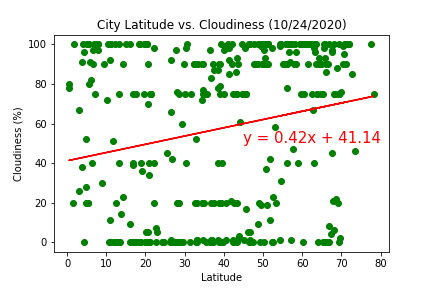 City Latitude vs. Cloudiness (10/24/2020)
100
80
60
40
20
0
Cloudiness (%)
y = 0.42x + 41.14
0 10 20 30 40 50 60 70 80
Latitude